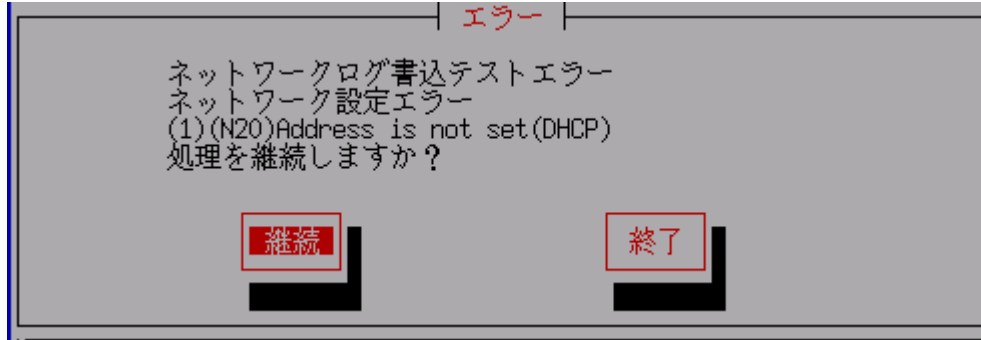 エラー
ネットワークログ書込テストエラー
ネットワーク設定エラー
(1)(N20)Address is not set(DHCP)
処理を継続しますか？
継続
終了